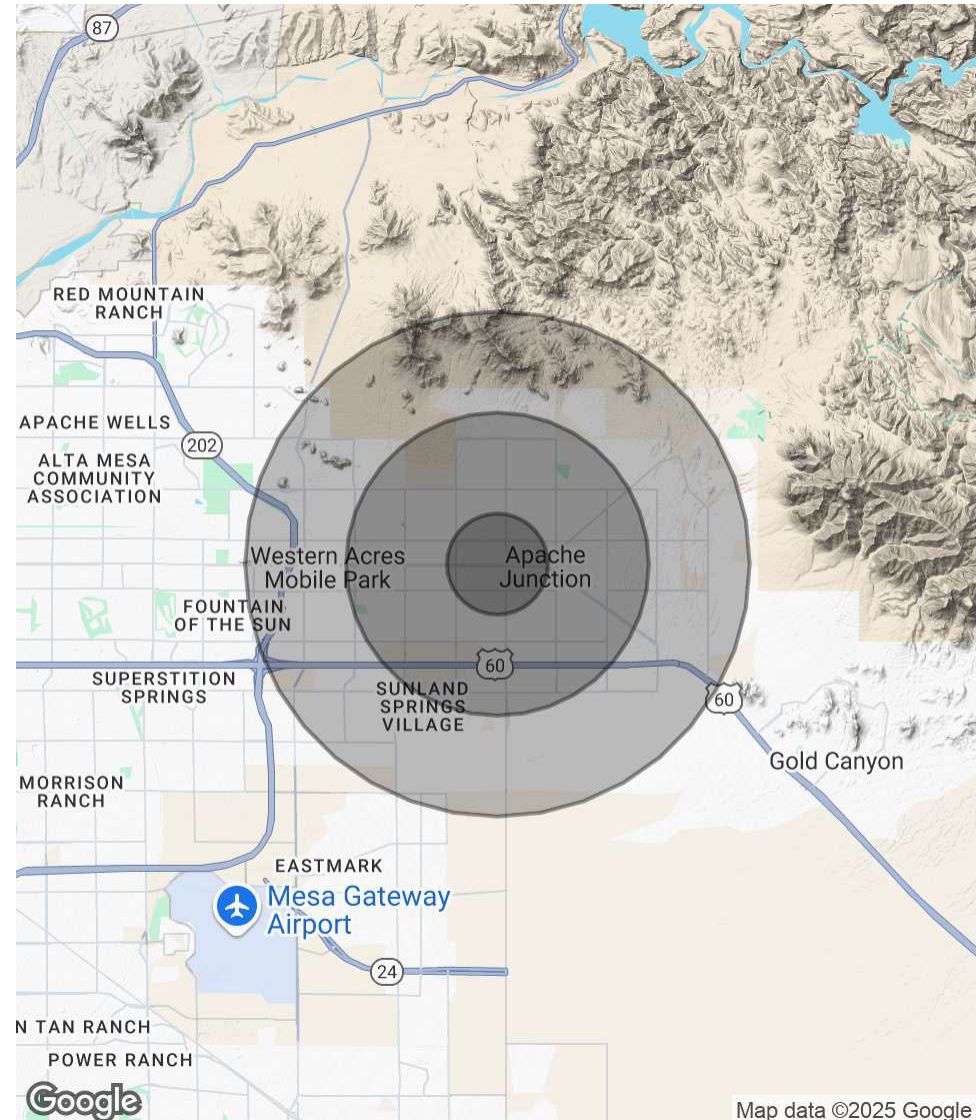 87
RED MOUNTAIN
RANCH
APACHE WELLS
202
ALTA MESA
COMMUNITY
ASSOCIATION
Western Acres
Mobile Park
Apache
Junction
FOUNTAIN
OF THE SUN
60
SUPERSTITION
SPRINGS
SUNLAND
SPRINGS
VILLAGE
60
Gold Canyon
MORRISON
RANCH
EASTMARK
Mesa Gateway
Airport
24
N TAN RANCH
POWER RANCH
Google
Map data ©2025 Google